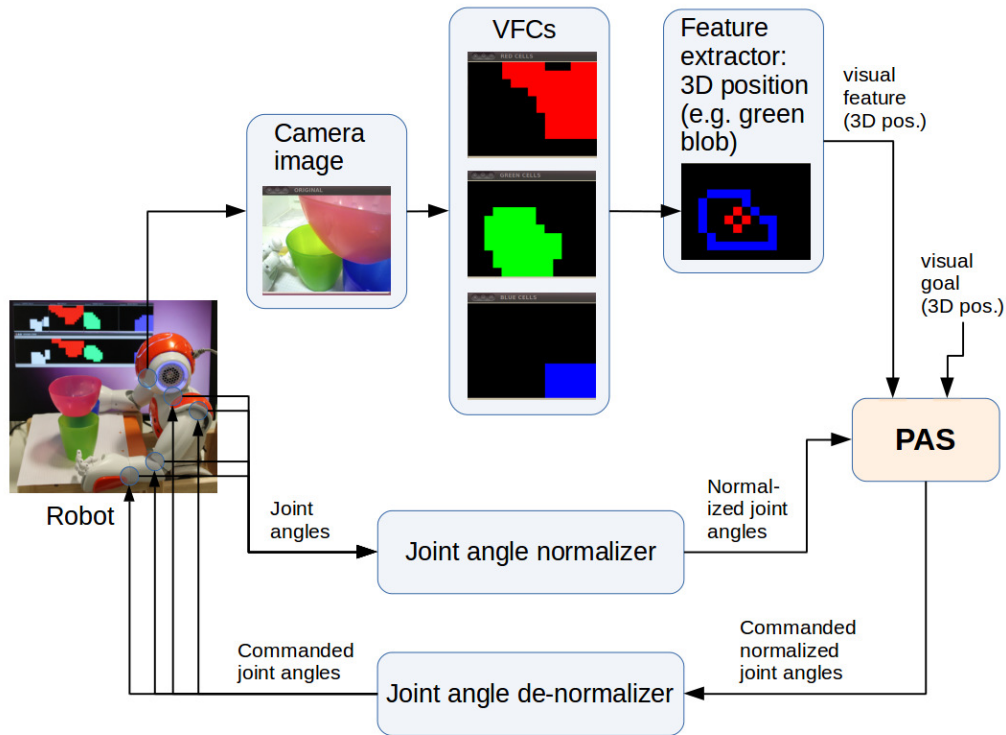 VFCs
RED CELLS
GREEN CELLS
BLUE CELLS
Feature
extractor:
3D position
(e.g. green
blob)
Camera
image
ORIGINAL
visual
feature
(3D pos.)
visual
goal
(3D pos.)
PAS
Robot
Joint
angles
Joint angle normalizer
Normal-
ized joint
angles
Commanded
joint angles
Joint angle de-normalizer
Commanded
normalized
joint angles